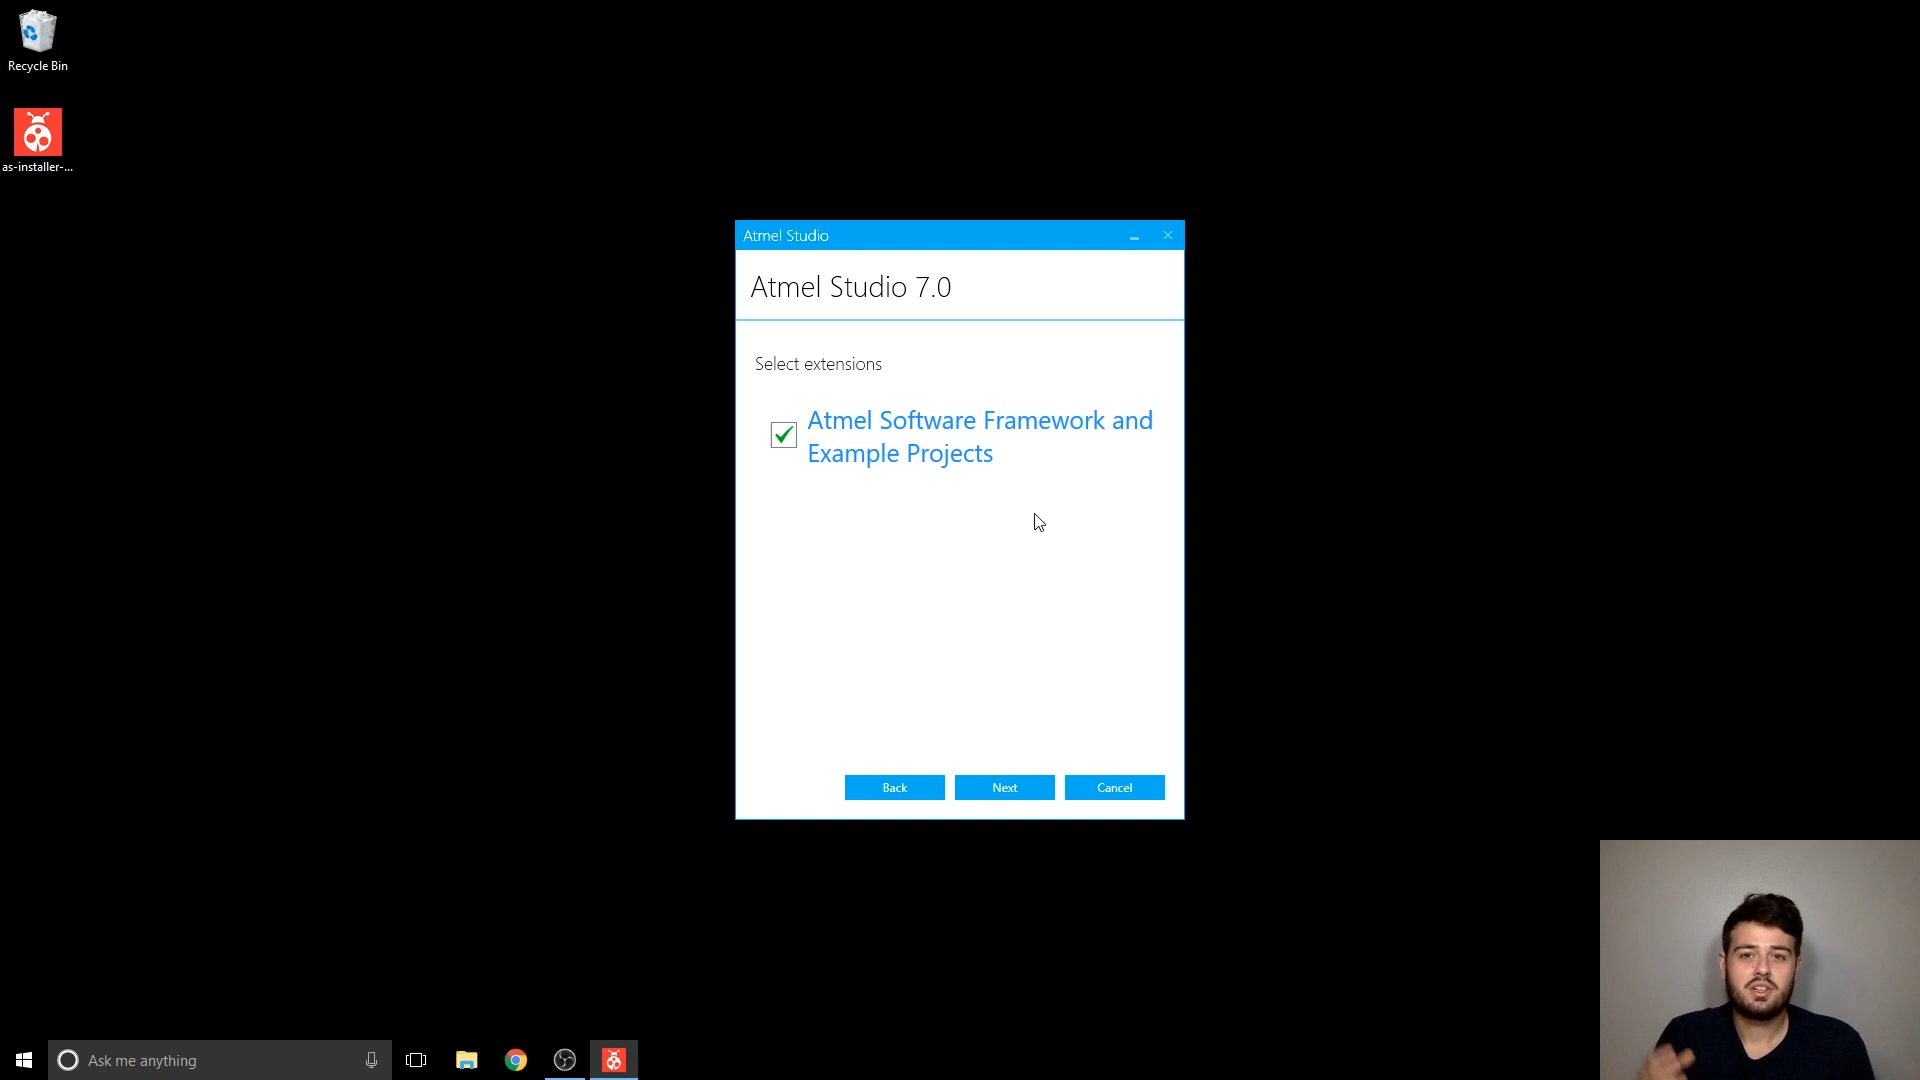 Recycle Bin
as-installer-...
Atmel Studio
Atmel Studio 7.0
Select extensions
Atmel Software Framework and
Example Projects
Back
Next
Cancel
Ask me anything